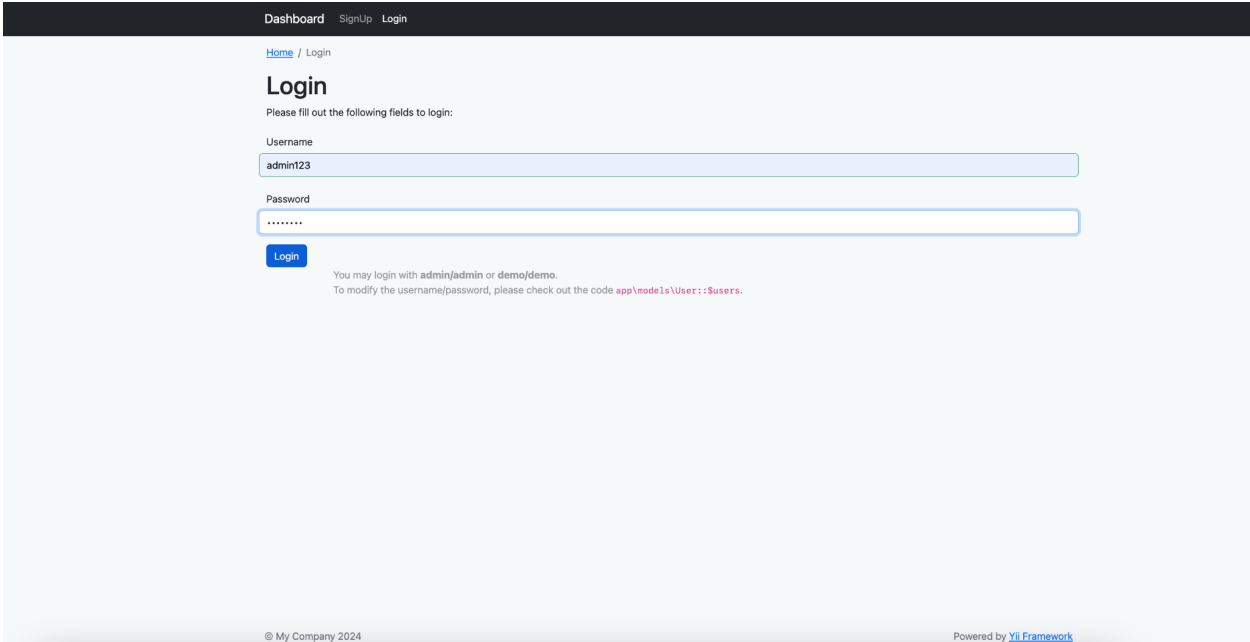 Dashboard SignUp Login
Home / Login
Login
Please fill out the following fields to login:
Username
admin123
Password
••••••••
Login
You may login with admin/admin or demo/demo.
To modify the username/password, please check out the code app\models\User::$users.
© My Company 2024 Powered by Yii Framework